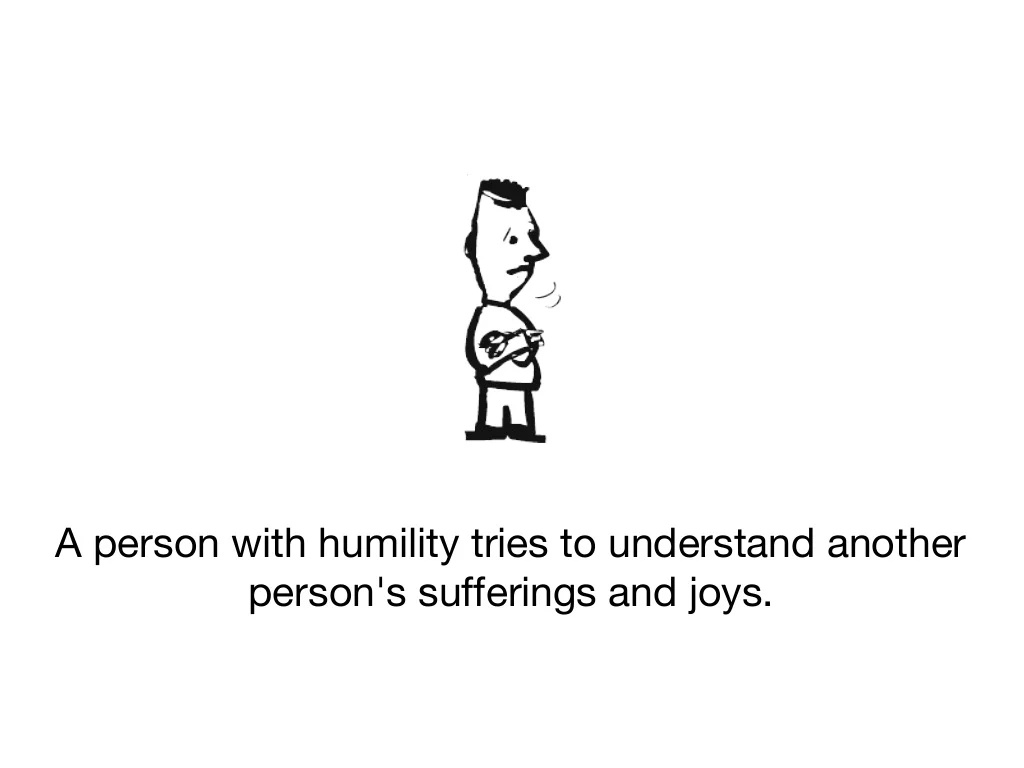 A person with humility tries to understand another
person's sufferings and joys.